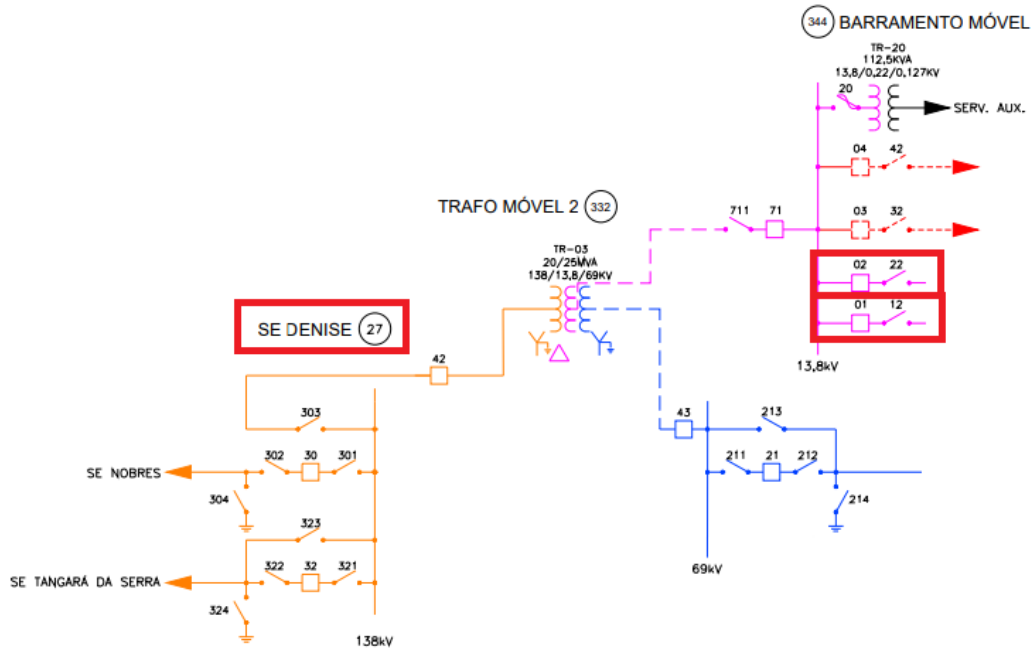 344 BARRAMENTO MÓVEL
TR-20
112,5KVA
13,8/0,22/0,127KV
20
SERV. AUX.
04 42
TRAFO MÓVEL 2 332
711 71
03 32
TR-03
20/25MVA
138/13,8/69KV
02 22
01 12
SE DENISE 27
13,8kV
42
303
43
213
SE NOBRES
302 30 301
211 21 212
304
214
323
SE TANGARÁ DA SERRA
322 32 321
69kV
324
138kV